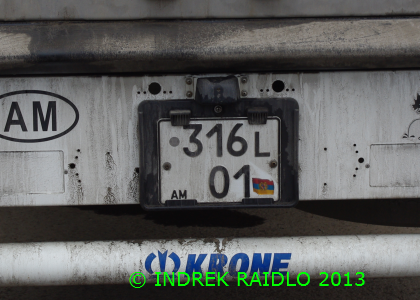 AM
316 L
AM 01
KRONE
© INDREK RAIDLO 2013